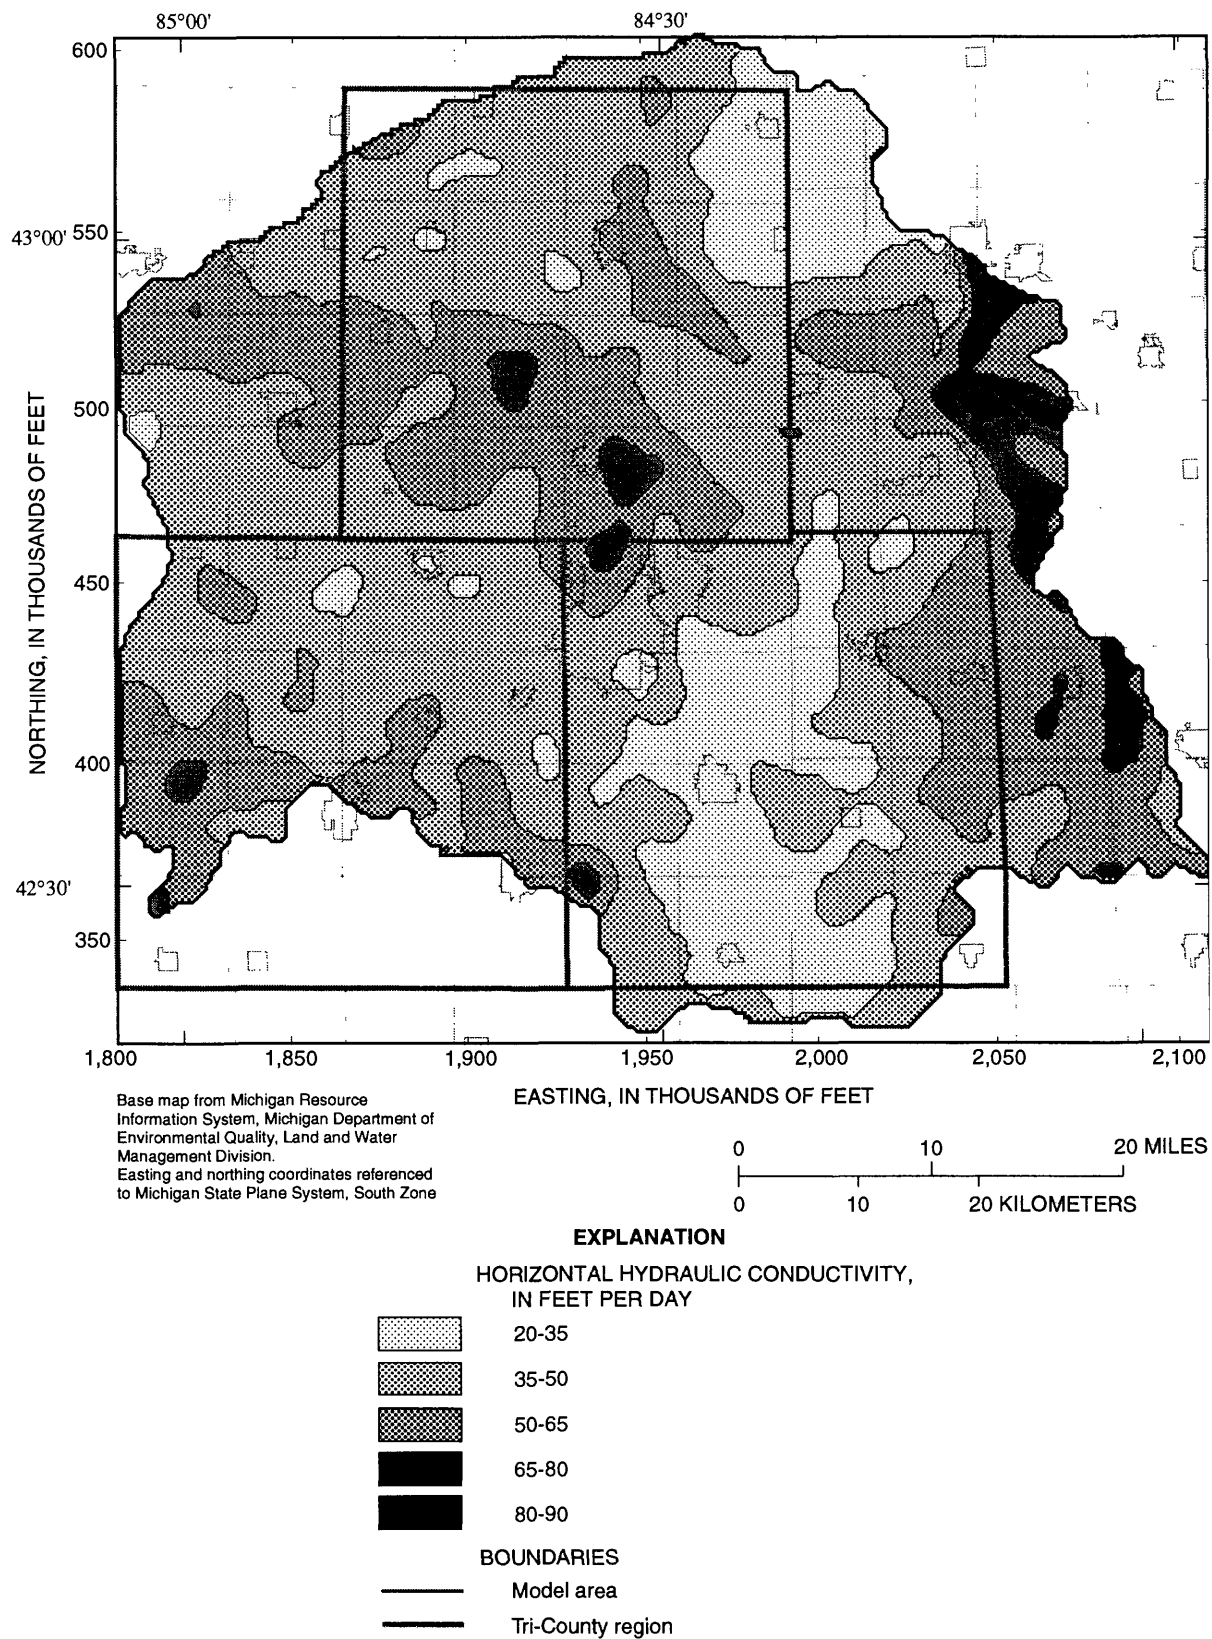 85°00' 84°30'
600
550
43°00'
500
450
400
42°30'
350
NORTHING, IN THOUSANDS OF FEET
1,800 1,850 1,900 1,950 2,000 2,050 2,100
EASTING, IN THOUSANDS OF FEET
Base map from Michigan Resource
Information System, Michigan Department of
Environmental Quality, Land and Water
Management Division.
Easting and northing coordinates referenced
to Michigan State Plane System, South Zone
0 10 20 MILES
0 10 20 KILOMETERS
EXPLANATION
HORIZONTAL HYDRAULIC CONDUCTIVITY,
IN FEET PER DAY
20-35
35-50
50-65
65-80
80-90
BOUNDARIES
Model area
Tri-County region